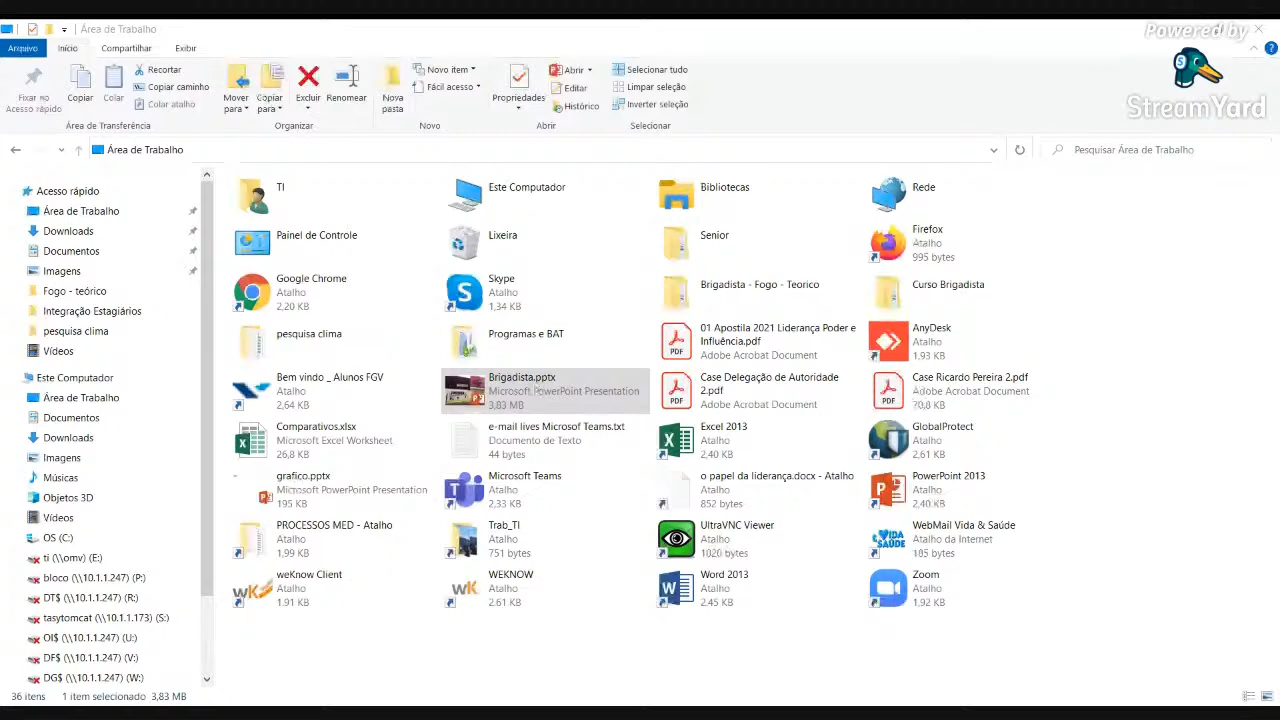 Área de Trabalho
Powered by
StreamYard
Arquivo
Início
Compartilhar
Exibir
Fixar no
Acesso rápido
Copiar
Colar
Recortar
Copiar caminho
Colar atalho
Área de Transferência
Mover
para
Copiar
para
Excluir
Renomear
Organizar
Nova
pasta
Novo item
Fácil acesso
Novo
Propriedades
Abrir
Editar
Histórico
Abrir
Selecionar tudo
Limpar seleção
Inverter seleção
Selecionar
Área de Trabalho
Pesquisar Área de Trabalho
Acesso rápido
Área de Trabalho
Downloads
Documentos
Imagens
Fogo - teórico
Integração Estagiários
pesquisa clima
Vídeos
Este Computador
Área de Trabalho
Documentos
Downloads
Imagens
Músicas
Objetos 3D
Vídeos
OS (C:)
ti (\\omv) (E:)
bloco (\\10.1.1.247) (P:)
DT$ (\\10.1.1.247) (R:)
tasytomcat (\\10.1.1.173) (S:)
OI$ (\\10.1.1.247) (U:)
DF$ (\\10.1.1.247) (V:)
DG$ (\\10.1.1.247) (W:)
TI
Este Computador
Bibliotecas
Rede
Painel de Controle
Lixeira
Senior
Firefox
Atalho
995 bytes
Google Chrome
Atalho
2,20 KB
Skype
Atalho
1,34 KB
Brigadista - Fogo - Teorico
Curso Brigadista
pesquisa clima
Programas e BAT
01 Apostila 2021 Liderança Poder e
Influência.pdf
Adobe Acrobat Document
AnyDesk
Atalho
1,93 KB
Bem vindo _ Alunos FGV
Atalho
2,64 KB
Brigadista.pptx
Microsoft PowerPoint Presentation
3,83 MB
Case Delegação de Autoridade
2.pdf
Adobe Acrobat Document
Case Ricardo Pereira 2.pdf
Adobe Acrobat Document
70,8 KB
Comparativos.xlsx
Microsoft Excel Worksheet
26,8 KB
e-mail lives Microsof Teams.txt
Documento de Texto
44 bytes
Excel 2013
Atalho
2,40 KB
GlobalProtect
Atalho
2,61 KB
grafico.pptx
Microsoft PowerPoint Presentation
195 KB
Microsoft Teams
Atalho
2,33 KB
o papel da liderança.docx - Atalho
Atalho
852 bytes
PowerPoint 2013
Atalho
2,40 KB
PROCESSOS MED - Atalho
Atalho
1,99 KB
Trab_TI
Atalho
751 bytes
UltraVNC Viewer
Atalho
1020 bytes
WebMail Vida & Saúde
Atalho da Internet
185 bytes
weKnow Client
Atalho
1,91 KB
WEKNOW
Atalho
2,61 KB
Word 2013
Atalho
2,45 KB
Zoom
Atalho
1,92 KB
36 itens
1 item selecionado 3,83 MB